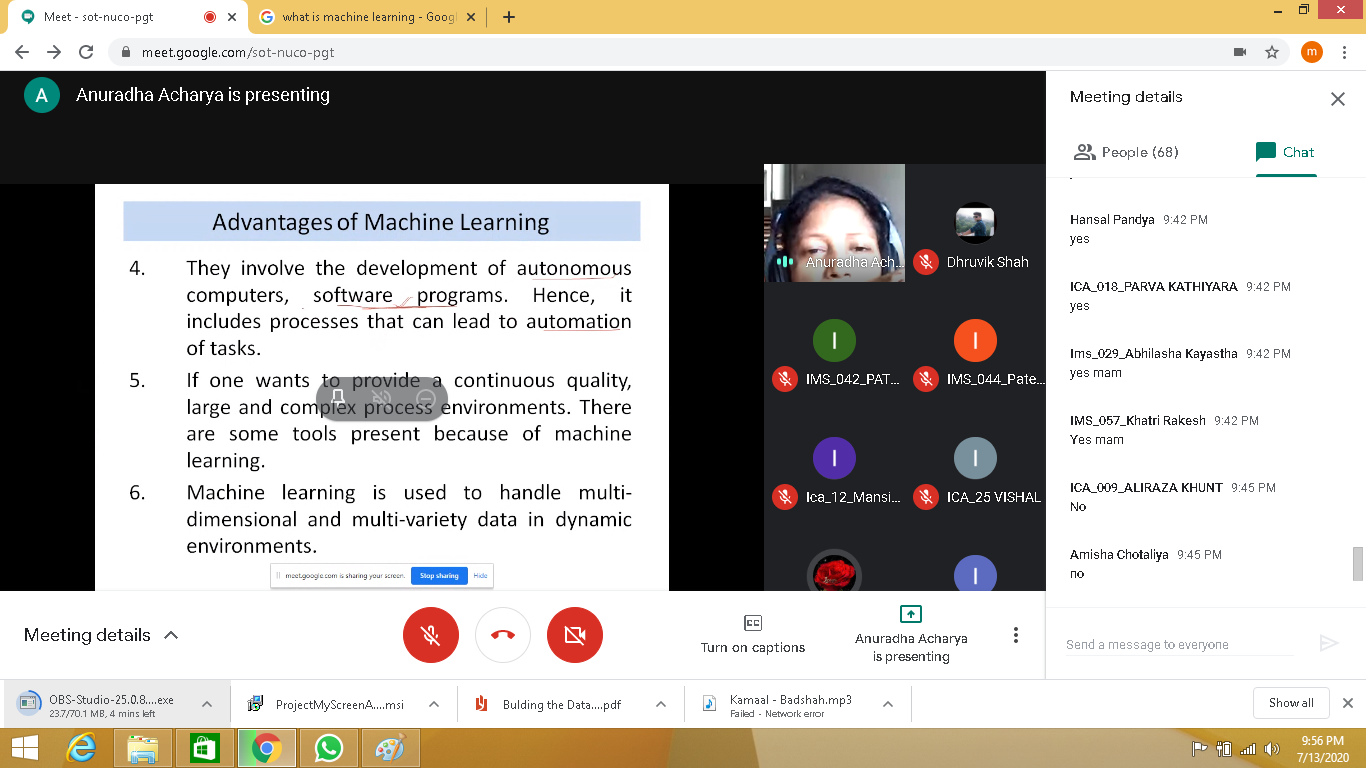 Meet - sot-nuco-pgt
what is machine learning - Goog
meet.google.com/sot-nuco-pgt
m
A
Anuradha Acharya is presenting
Advantages of Machine Learning
4. They involve the development of autonomous
computers, software programs. Hence, it
includes processes that can lead to automation
of tasks.
5. If one wants to provide a continuous quality,
large and complex process environments. There
are some tools present because of machine
learning.
6. Machine learning is used to handle multi-
dimensional and multi-variety data in dynamic
environments.
meet.google.com is sharing your screen.
Stop sharing
Hide
Anuradha Ach...
Dhruvik Shah
I
I
IMS_042_PAT...
IMS_044_Pate...
I
I
Ica_12_Mansi...
ICA_25 VISHAL
I
Meeting details
People (68)
Chat
Hansal Pandya 9:42 PM
yes
ICA_018_PARVA KATHIYARA 9:42 PM
yes
Ims_029_Abhilasha Kayastha 9:42 PM
yes mam
IMS_057_Khatri Rakesh 9:42 PM
Yes mam
ICA_009_ALIRAZA KHUNT 9:45 PM
No
Amisha Chotaliya 9:45 PM
no
Send a message to everyone
Meeting details
CC
Turn on captions
Anuradha Acharya
is presenting
OBS-Studio-25.0.8....exe
23.7/70.1 MB, 4 mins left
ProjectMyScreenA....msi
Bulding the Data....pdf
Kamaal - Badshah.mp3
Failed - Network error
Show all
9:56 PM
7/13/2020